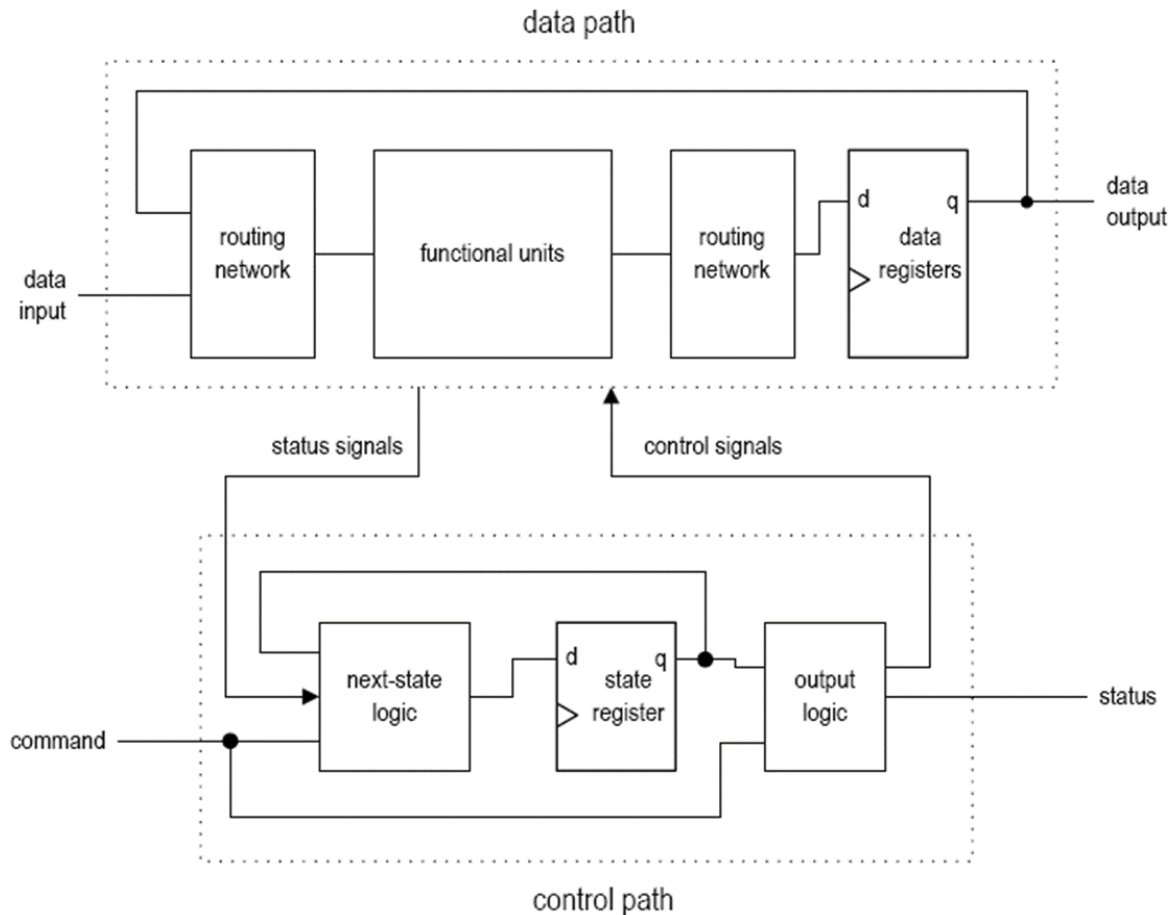 data path
routing
network
functional units
routing
network
d
q
data
registers
data
output
data
input
status signals
control signals
next-state
logic
d
q
state
register
output
logic
status
command
control path